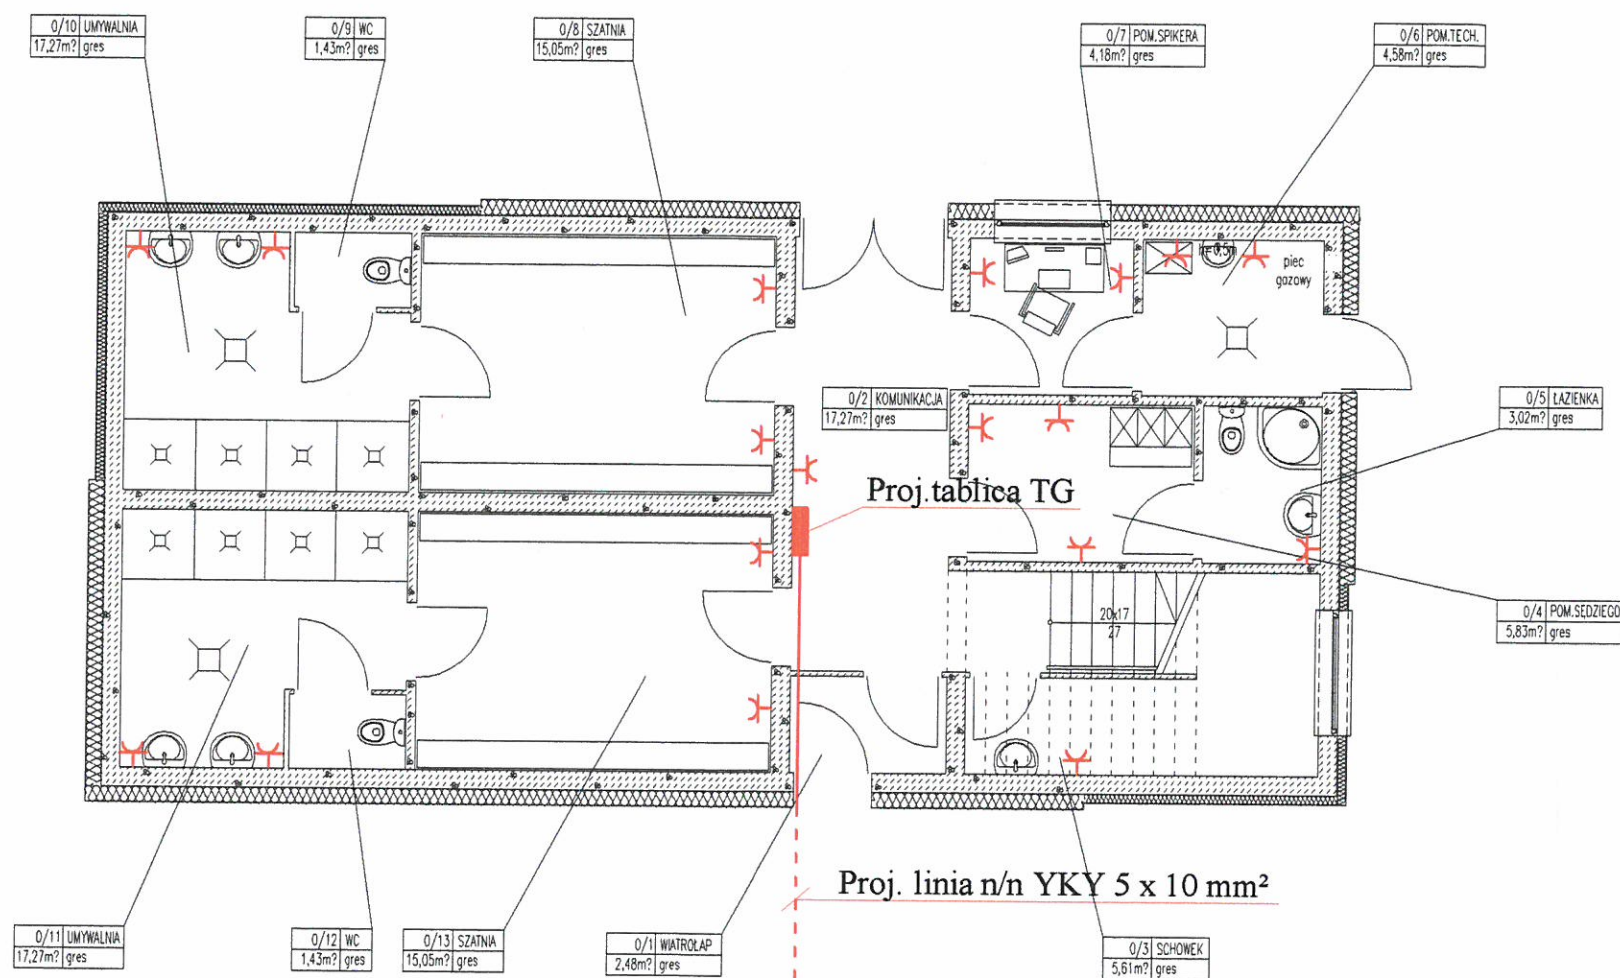 0/10 UMYWALNIA
17,27m? gres
0/9 WC
1,43m? gres
0/8 SZATNIA
15,05m? gres
0/7 POM.SPIKERA
4,18m? gres
0/6 POM.TECH.
4,58m? gres
h=0,5m
piec
gazowy
0/2 KOMUNIKACJA
17,27m? gres
0/5 ŁAZIENKA
3,02m? gres
Proj. tablica TG
20x17
27
0/4 POM.SĘDZIEGO
5,83m? gres
Proj. linia n/n YKY 5 x 10 mm²
0/11 UMYWALNIA
17,27m? gres
0/12 WC
1,43m? gres
0/13 SZATNIA
15,05m? gres
0/1 WIATROŁAP
2,48m? gres
0/3 SCHOWEK
5,61m? gres